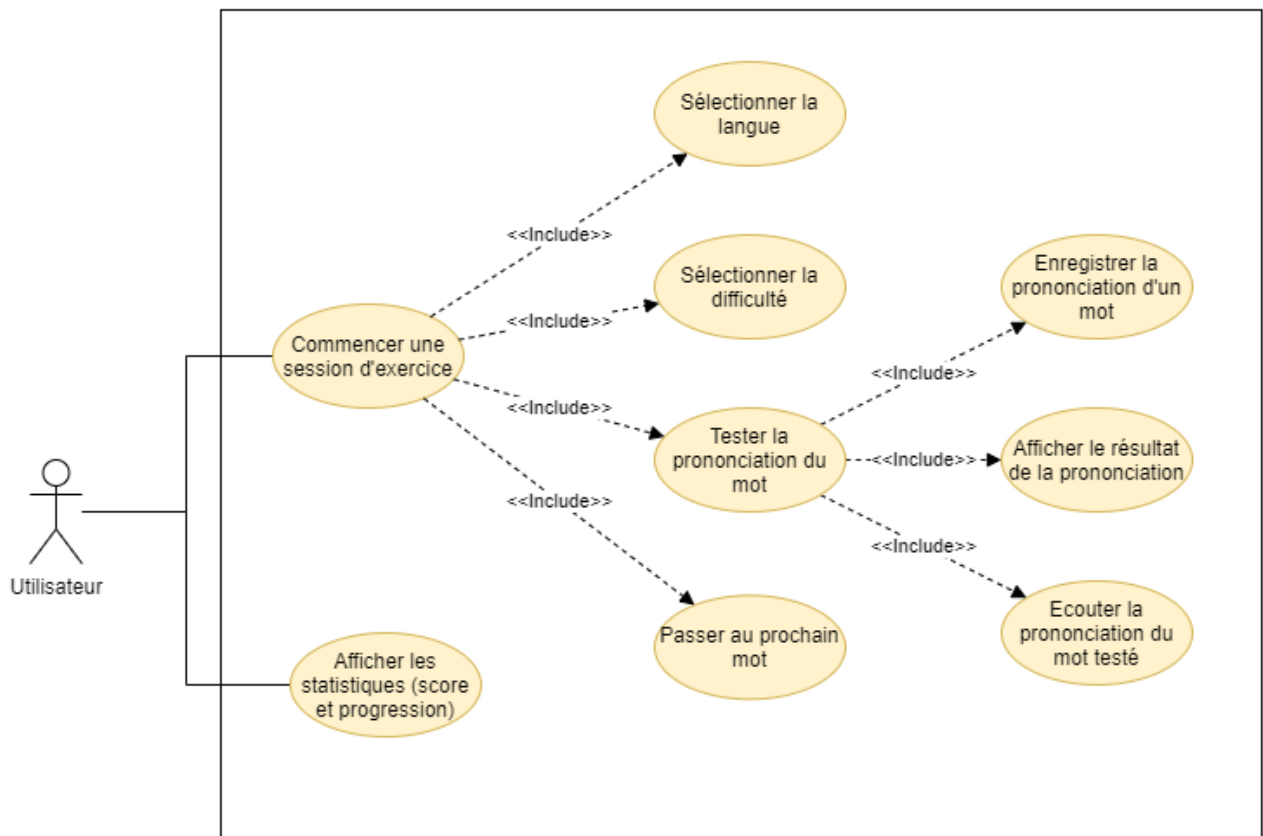 Sélectionner la
langue
<<Include>>
Sélectionner la
difficulté
Enregistrer la
prononciation d'un
mot
<<Include>>
Commencer une
session d'exercice
<<Include>>
<<Include>>
Tester la
prononciation du
mot
Afficher le résultat
de la prononciation
<<Include>>
<<Include>>
<<Include>>
Utilisateur
Passer au prochain
mot
Ecouter la
prononciation du
mot testé
Afficher les
statistiques (score
et progression)